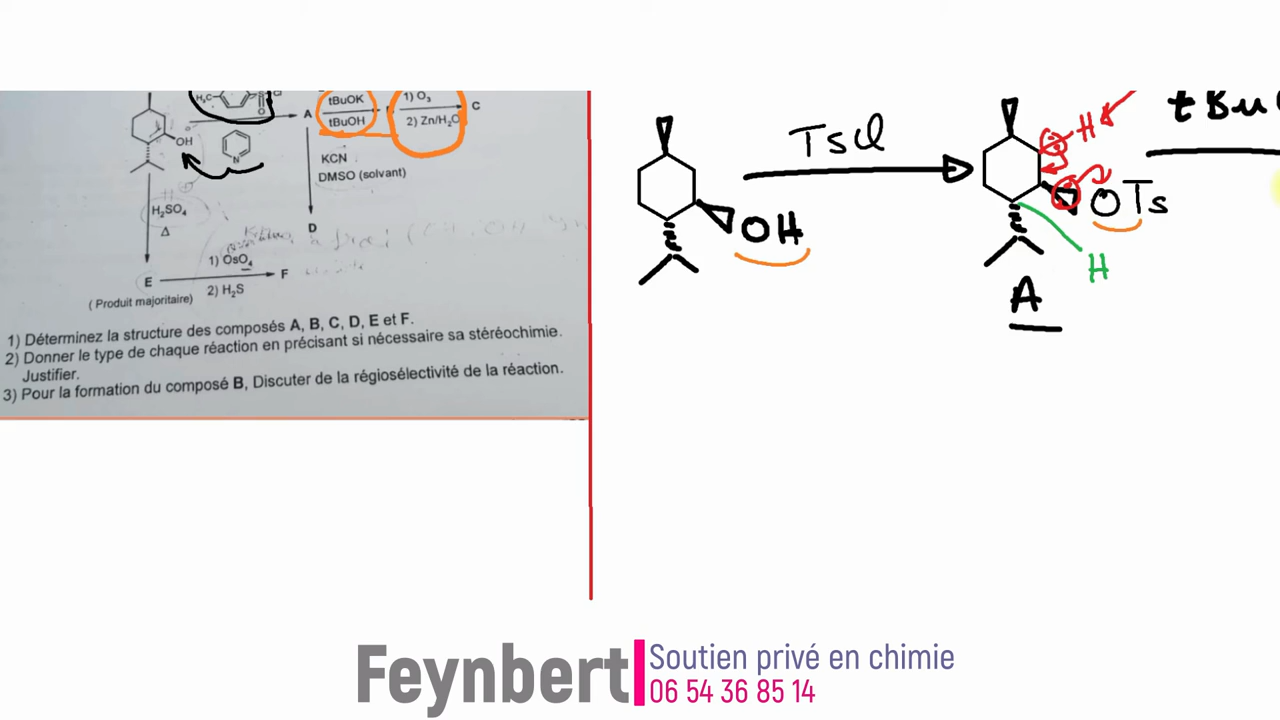 H₃C
OH
N
A
tBuOK
tBuOH
1) O₃
2) Zn/H₂O
C
KCN
DMSO (solvant)
D
H₂SO₄
Δ
E
(Produit majoritaire)
1) OsO₄
2) H₂S
F
1) Déterminez la structure des composés A, B, C, D, E et F.
2) Donner le type de chaque réaction en précisant si nécessaire sa stéréochimie.
Justifier.
3) Pour la formation du composé B, Discuter de la régiosélectivité de la réaction.
OH
TsCl
H
OTs
H
A
tBu
Feynbert
Soutien privé en chimie
06 54 36 85 14